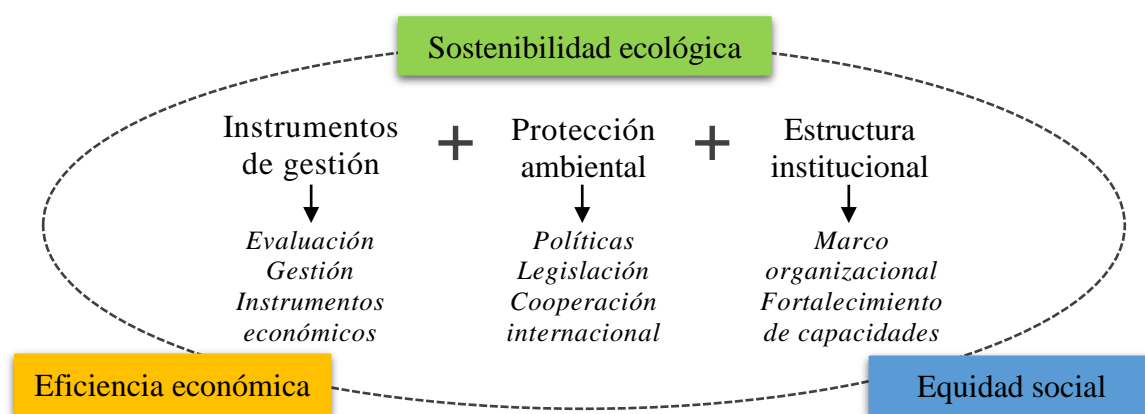 Sostenibilidad ecológica
Instrumentos
de gestión
+
Protección
ambiental
+
Estructura
institucional
Evaluación
Gestión
Instrumentos
económicos
Políticas
Legislación
Cooperación
internacional
Marco
organizacional
Fortalecimiento
de capacidades
Eficiencia económica
Equidad social